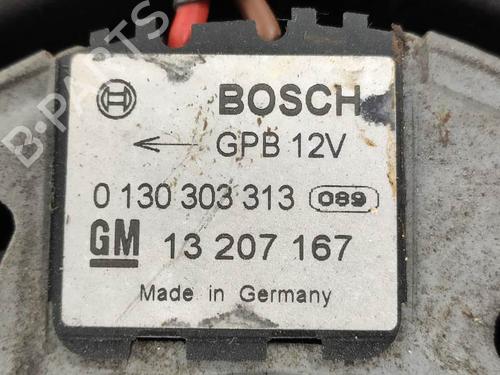 BOSCH
← GPB 12V
0 130 303 313 089
GM 13 207 167
Made in Germany
B-PARTS